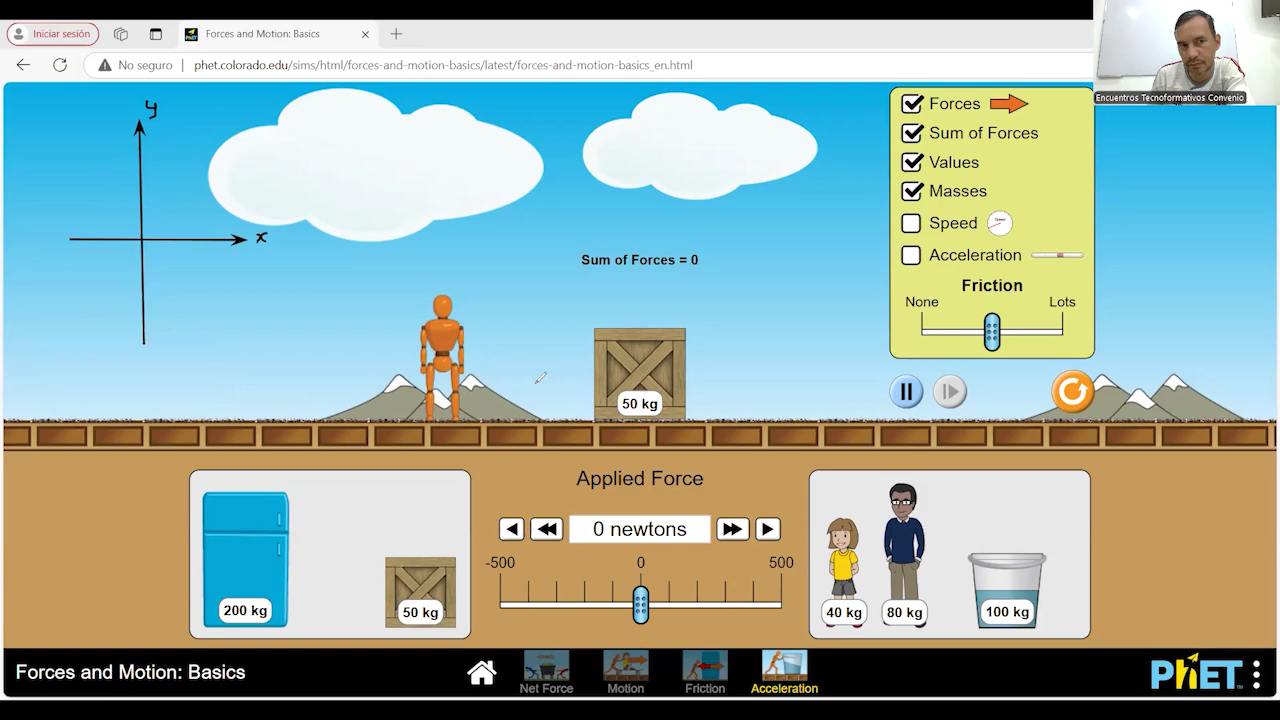 Iniciar sesión
Forces and Motion: Basics
No seguro
phet.colorado.edu/sims/html/forces-and-motion-basics/latest/forces-and-motion-basics_en.html
Encuentros Tecnoformativos Convenio
y
x
Forces
Sum of Forces
Values
Masses
Speed
Speed
Acceleration
Friction
None
Lots
Sum of Forces = 0
50 kg
Applied Force
0 newtons
-500
0
500
200 kg
50 kg
40 kg
80 kg
100 kg
Forces and Motion: Basics
Net Force
Motion
Friction
Acceleration
PhET